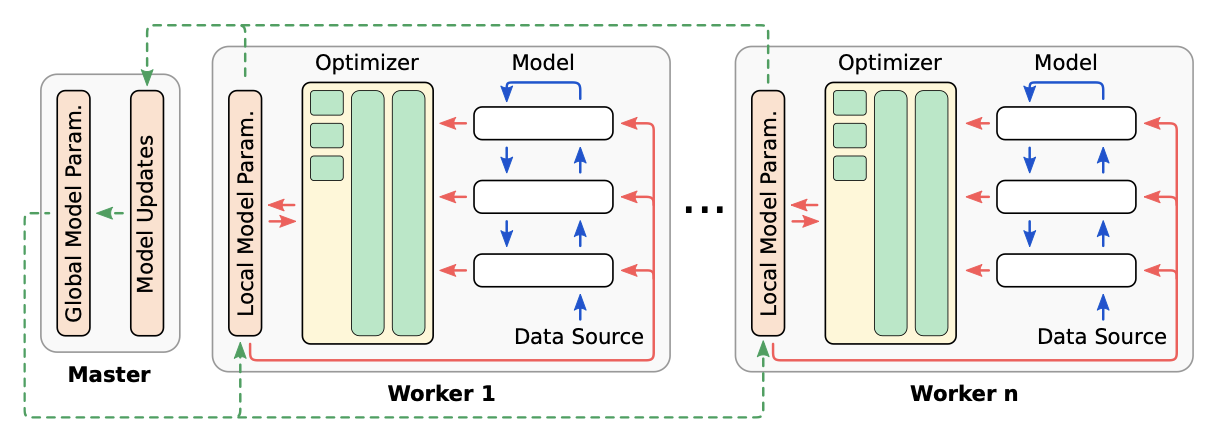 Global Model Param.
Model Updates
Master
Local Model Param.
Optimizer
Model
Data Source
Worker 1
...
Local Model Param.
Optimizer
Model
Data Source
Worker n